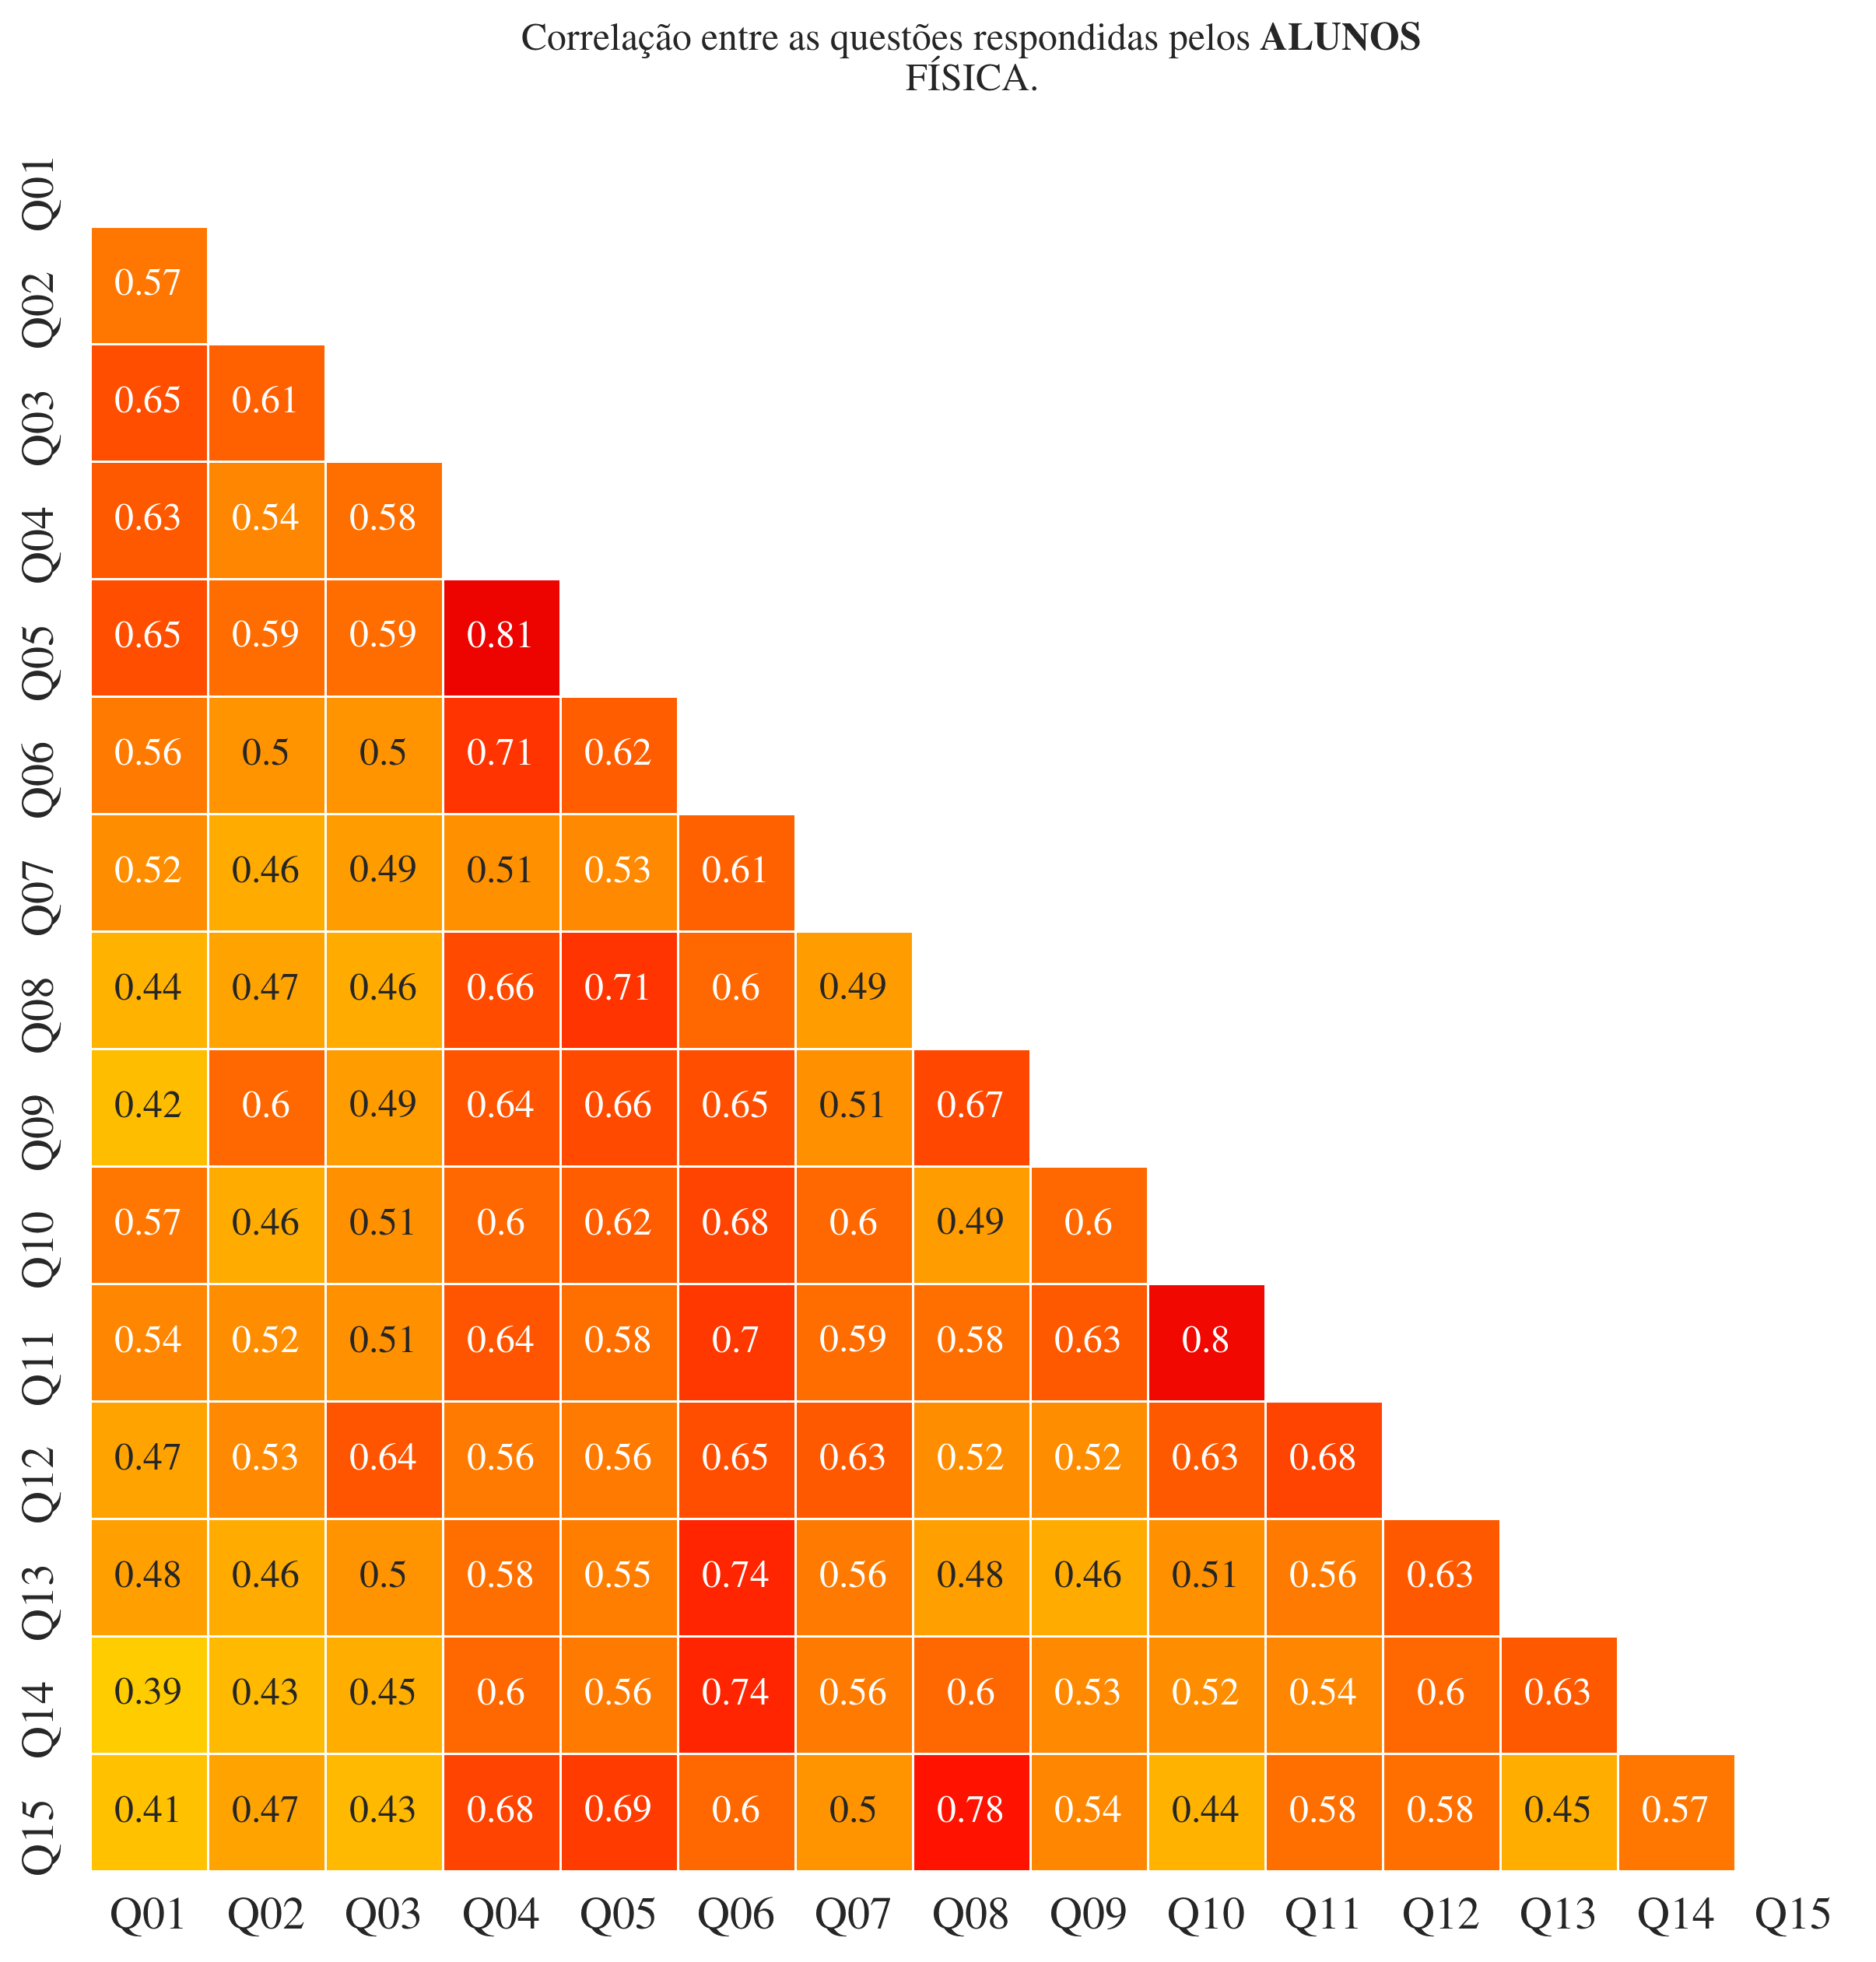 Correlação entre as questões respondidas pelos ALUNOS
FÍSICA.
Q01
Q02 0.57
Q03 0.65 0.61
Q04 0.63 0.54 0.58
Q05 0.65 0.59 0.59 0.81
Q06 0.56 0.5 0.5 0.71 0.62
Q07 0.52 0.46 0.49 0.51 0.53 0.61
Q08 0.44 0.47 0.46 0.66 0.71 0.6 0.49
Q09 0.42 0.6 0.49 0.64 0.66 0.65 0.51 0.67
Q10 0.57 0.46 0.51 0.6 0.62 0.68 0.6 0.49 0.6
Q11 0.54 0.52 0.51 0.64 0.58 0.7 0.59 0.58 0.63 0.8
Q12 0.47 0.53 0.64 0.56 0.56 0.65 0.63 0.52 0.52 0.63 0.68
Q13 0.48 0.46 0.5 0.58 0.55 0.74 0.56 0.48 0.46 0.51 0.56 0.63
Q14 0.39 0.43 0.45 0.6 0.56 0.74 0.56 0.6 0.53 0.52 0.54 0.6 0.63
Q15 0.41 0.47 0.43 0.68 0.69 0.6 0.5 0.78 0.54 0.44 0.58 0.58 0.45 0.57
Q01 Q02 Q03 Q04 Q05 Q06 Q07 Q08 Q09 Q10 Q11 Q12 Q13 Q14 Q15